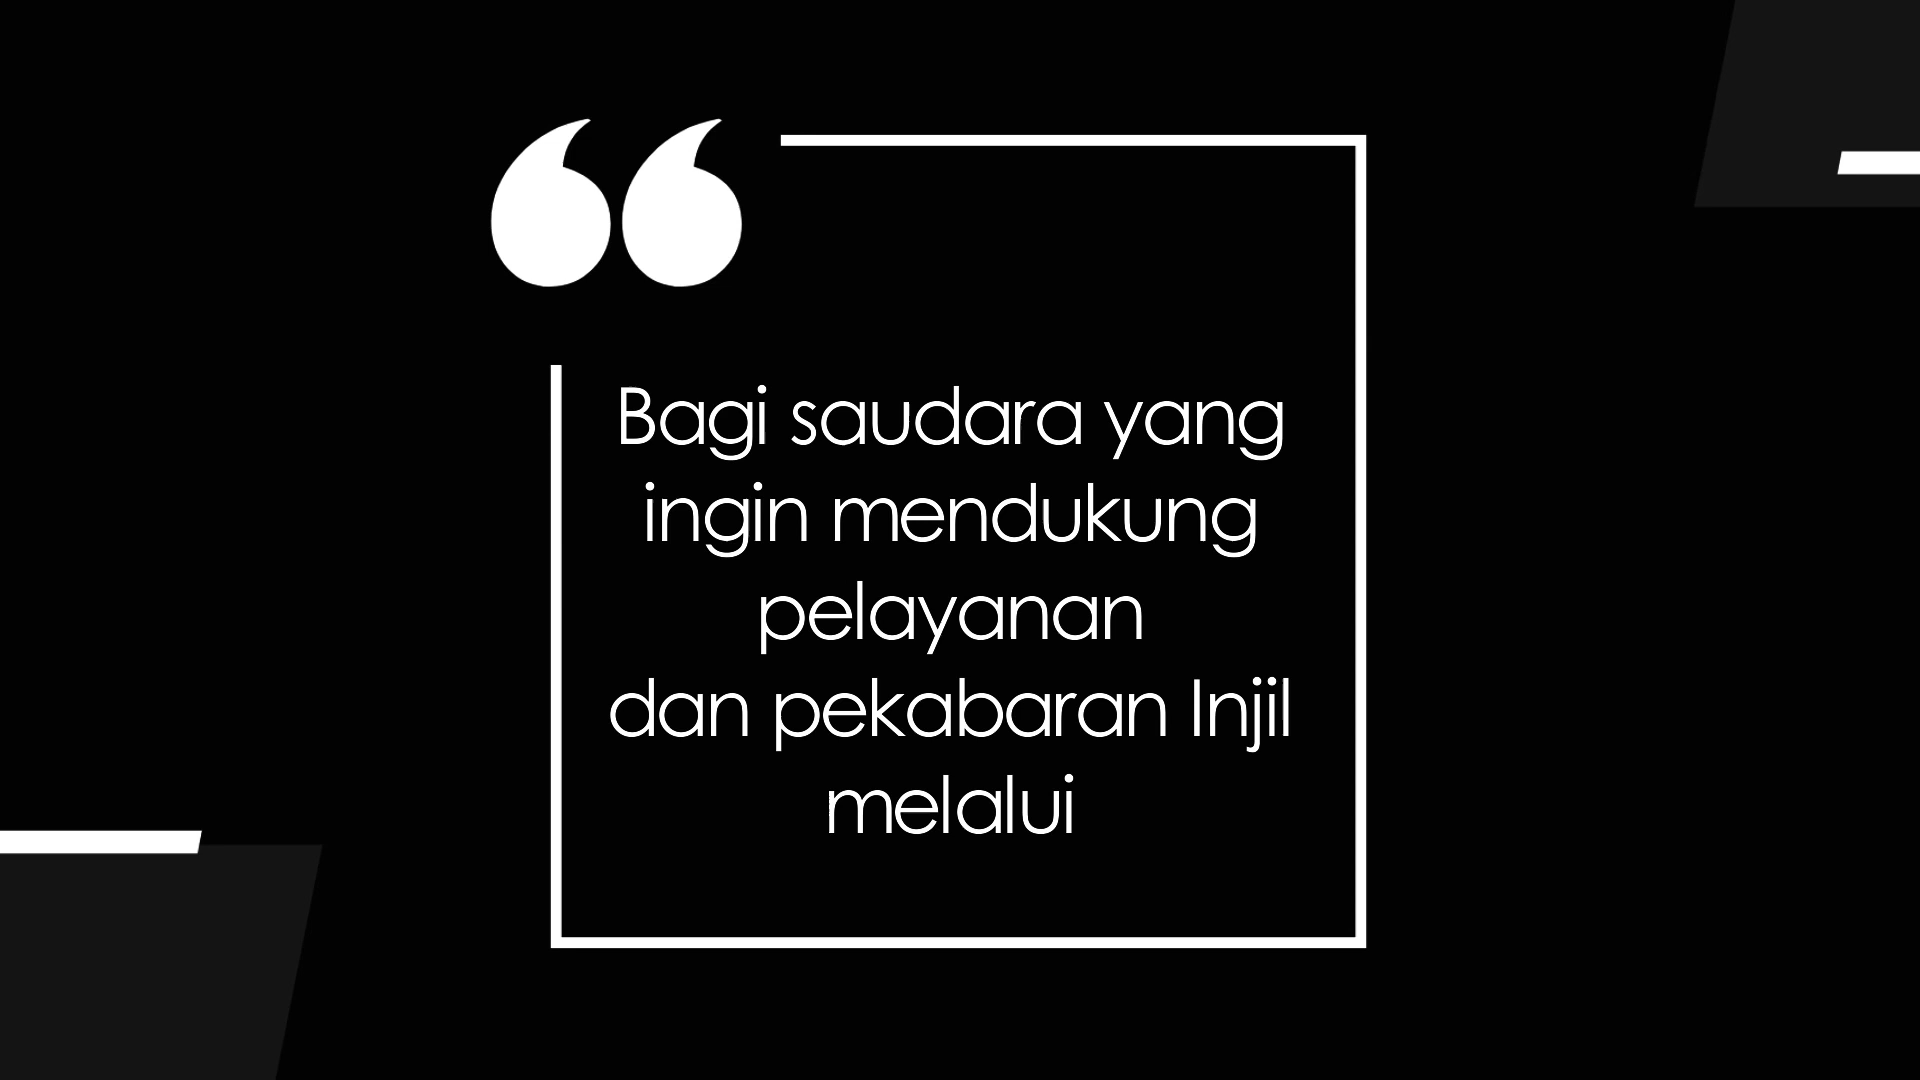 Bagi saudara yang
ingin mendukung
pelayanan
dan pekabaran Injil
melalui